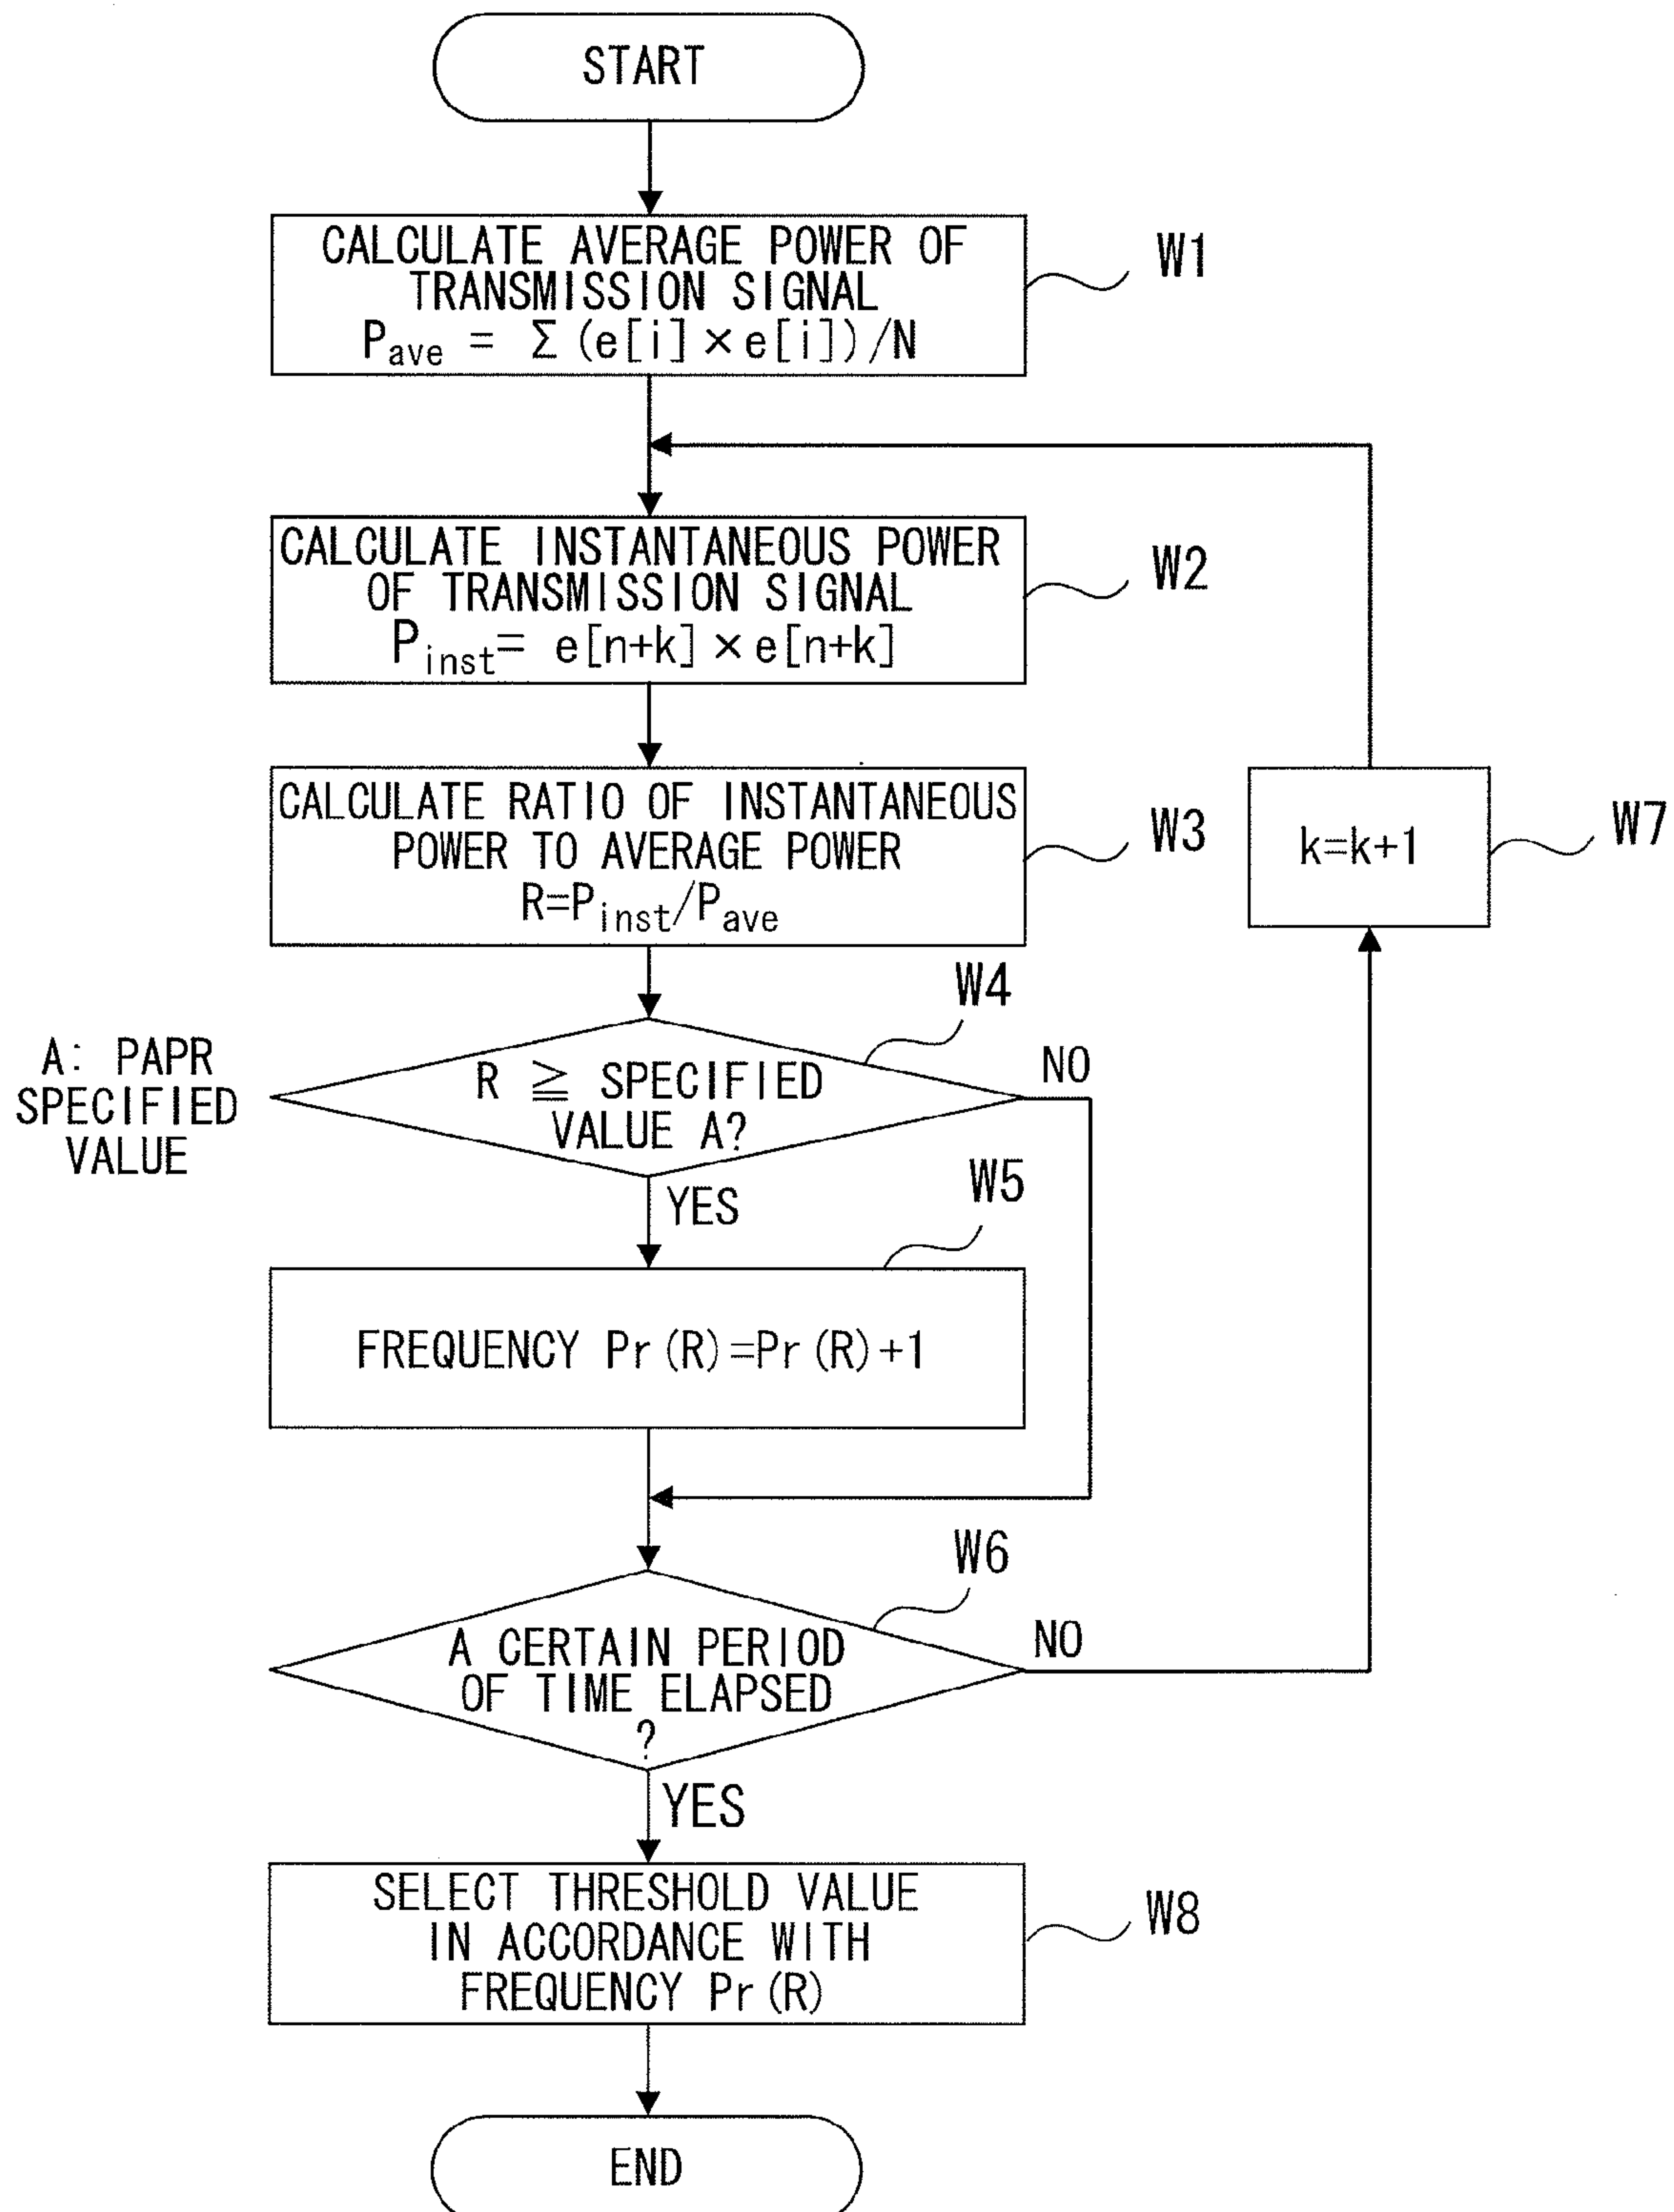 START
CALCULATE AVERAGE POWER OF
TRANSMISSION SIGNAL
Pave = Σ(e[i]×e[i])/N
W1
CALCULATE INSTANTANEOUS POWER
OF TRANSMISSION SIGNAL
Pinst= e[n+k]×e[n+k]
W2
CALCULATE RATIO OF INSTANTANEOUS
POWER TO AVERAGE POWER
R=Pinst/Pave
W3
k=k+1
W7
A: PAPR
SPECIFIED
VALUE
R ≧ SPECIFIED
VALUE A?
W4
NO
YES
W5
FREQUENCY Pr(R)=Pr(R)+1
W6
A CERTAIN PERIOD
OF TIME ELAPSED
?
NO
YES
SELECT THRESHOLD VALUE
IN ACCORDANCE WITH
FREQUENCY Pr(R)
W8
END